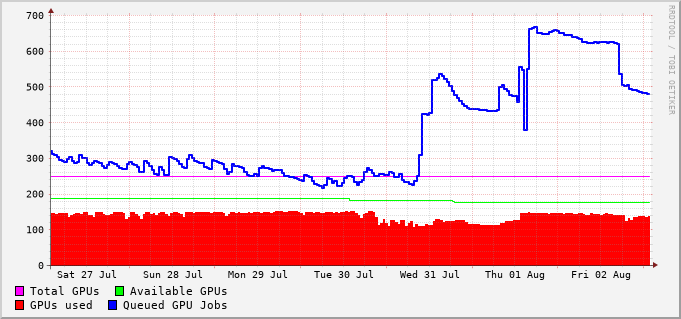 700
600
500
400
300
200
100
0
Sat 27 Jul Sun 28 Jul Mon 29 Jul Tue 30 Jul Wed 31 Jul Thu 01 Aug Fri 02 Aug
Total GPUs Available GPUs
GPUs used Queued GPU Jobs
RRDTOOL / TOBI OETIKER